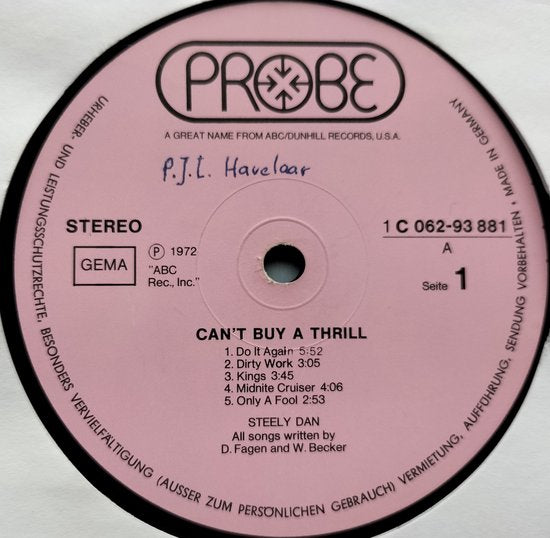 PROBE
A GREAT NAME FROM ABC/DUNHILL RECORDS, U.S.A.
P.J.L. Havelaar
STEREO
GEMA
Ⓟ 1972
"ABC
Rec., Inc."
1 C 062-93 881
A
Seite 1
CAN'T BUY A THRILL
1. Do It Again 5:52
2. Dirty Work 3:05
3. Kings 3:45
4. Midnite Cruiser 4:06
5. Only A Fool 2:53
STEELY DAN
All songs written by
D. Fagen and W. Becker
URHEBER- UND LEISTUNGSSCHUTZRECHTE, BESONDERS VERVIELFÄLTIGUNG (AUSSER ZUM PERSÖNLICHEN GEBRAUCH) VERMIETUNG, AUFFÜHRUNG, SENDUNG VORBEHALTEN • MADE IN GERMANY